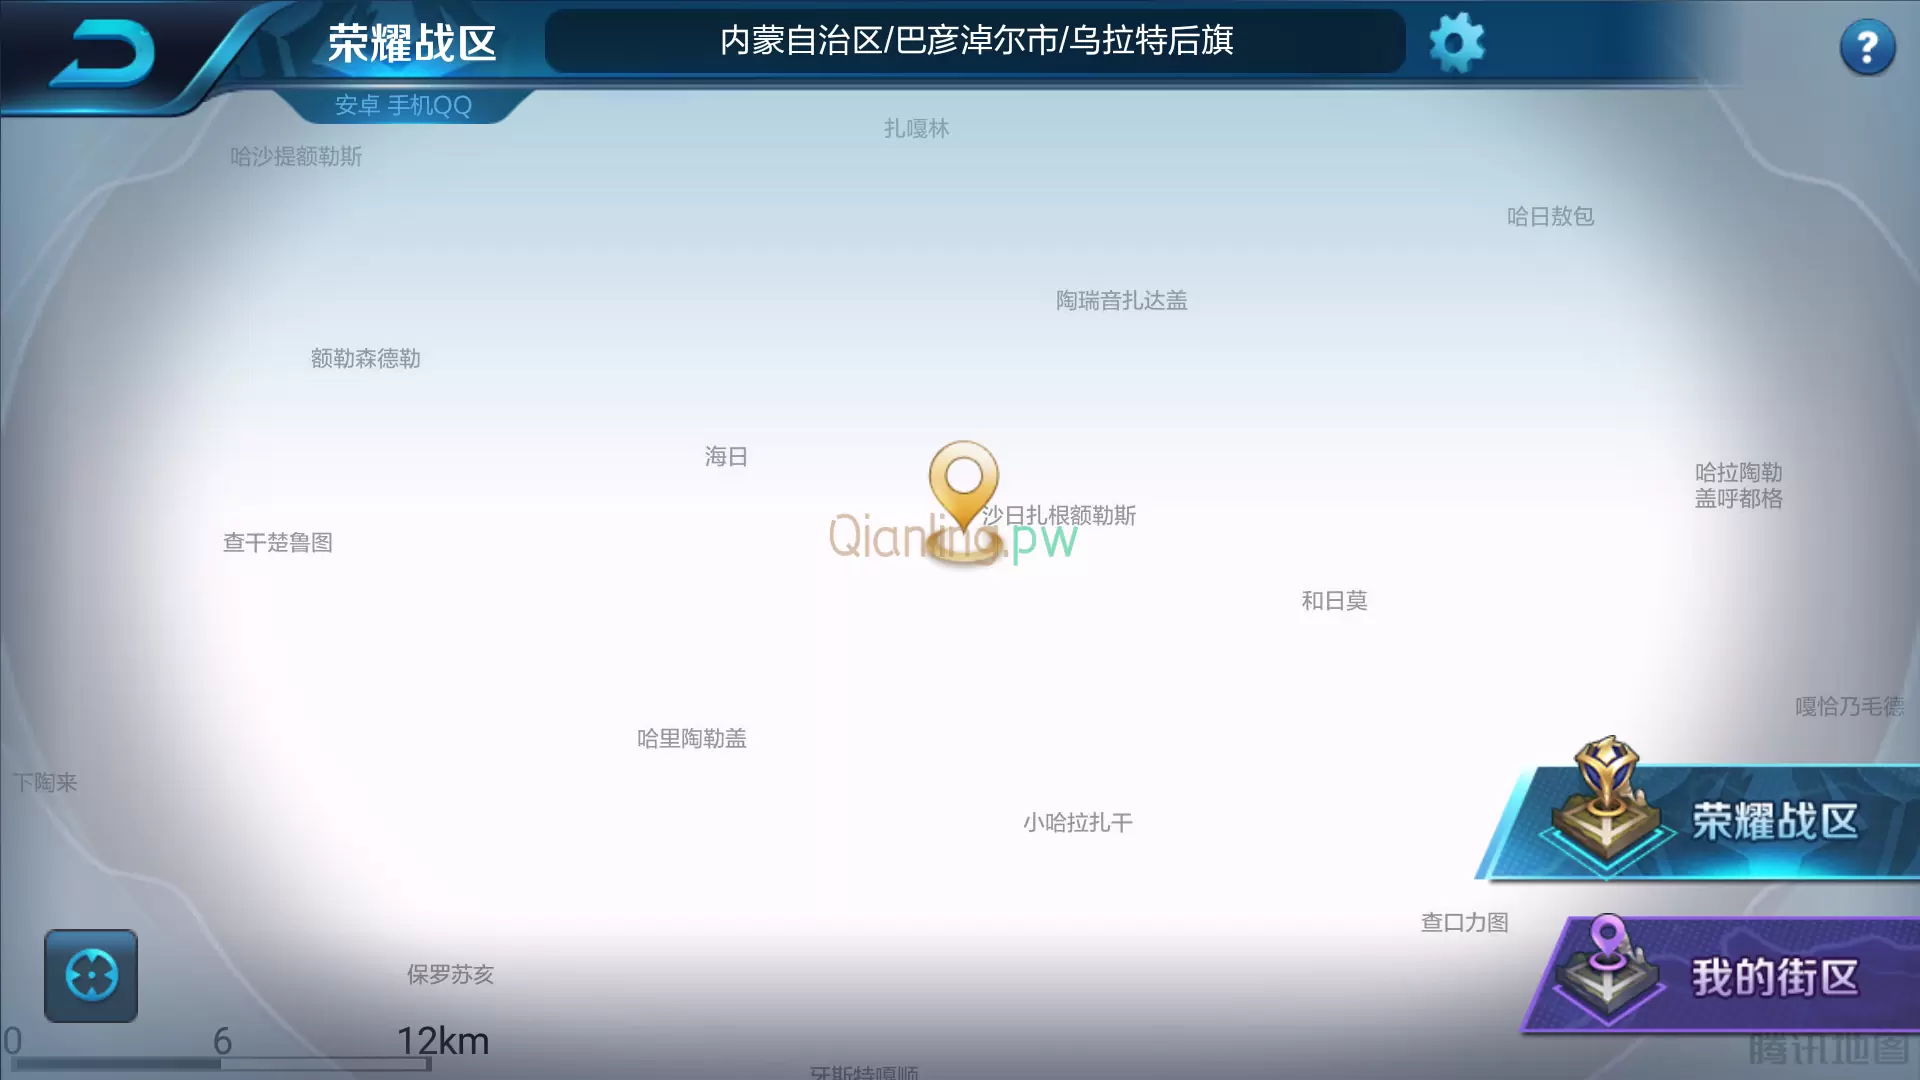 荣耀战区
内蒙自治区/巴彦淖尔市/乌拉特后旗
?
安卓 手机QQ
扎嘎林
哈沙提额勒斯
哈日敖包
陶瑞音扎达盖
额勒森德勒
海日
哈拉陶勒
盖呼都格
沙日扎根额勒斯
Qianling.pw
查干楚鲁图
和日莫
嘎恰乃毛德
哈里陶勒盖
下陶来
小哈拉扎干
荣耀战区
查口力图
保罗苏亥
我的街区
0 6 12km
腾讯地图
牙斯特嘎顺